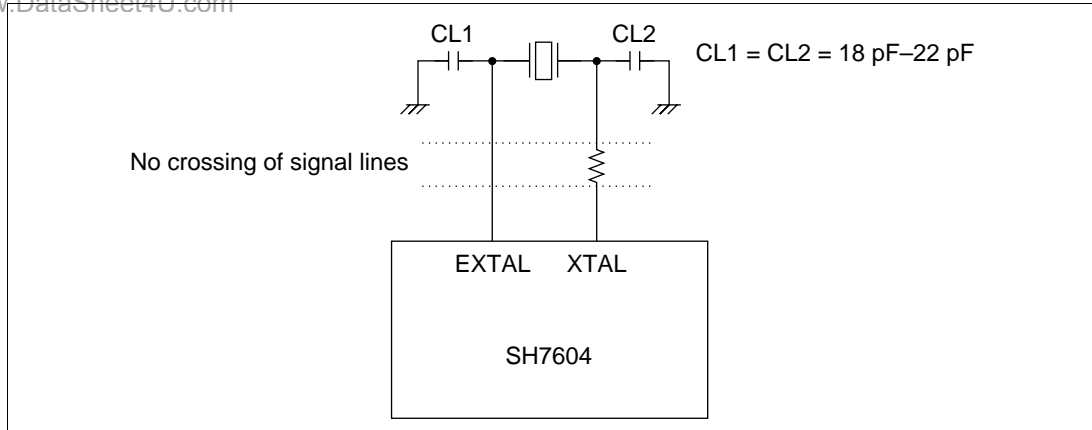 w.DataSheet4U.com
CL1
CL2
CL1 = CL2 = 18 pF–22 pF
No crossing of signal lines
EXTAL
XTAL
SH7604